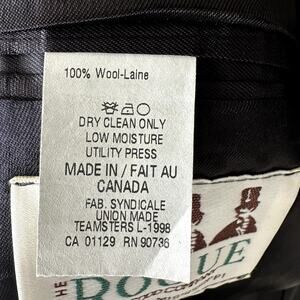 100% Wool-Laine
DRY CLEAN ONLY
LOW MOISTURE
UTILITY PRESS
MADE IN / FAIT AU
CANADA
FAB. SYNDICALE
UNION MADE
TEAMSTERS L-1998
CA 01129 RN 90736
THE